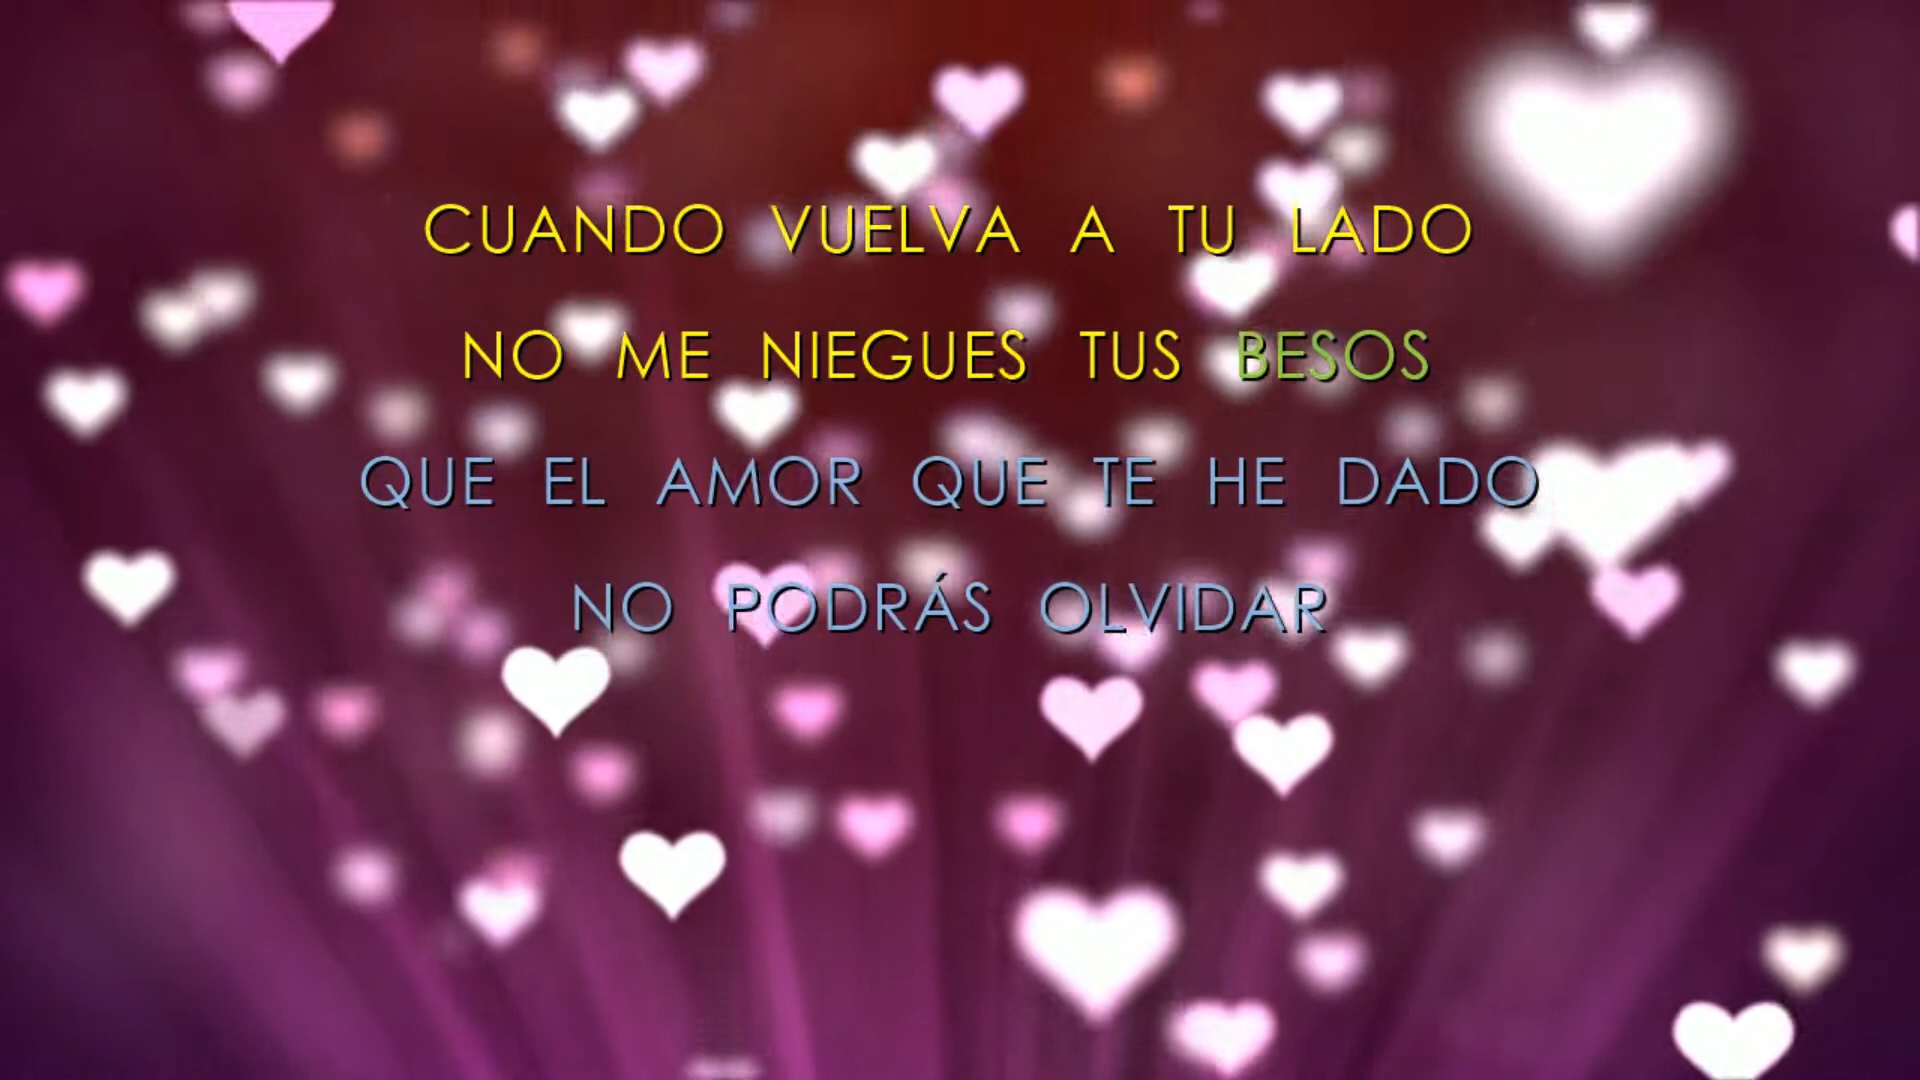 CUANDO VUELVA A TU LADO
NO ME NIEGUES TUS BESOS
QUE EL AMOR QUE TE HE DADO
NO PODRÁS OLVIDAR